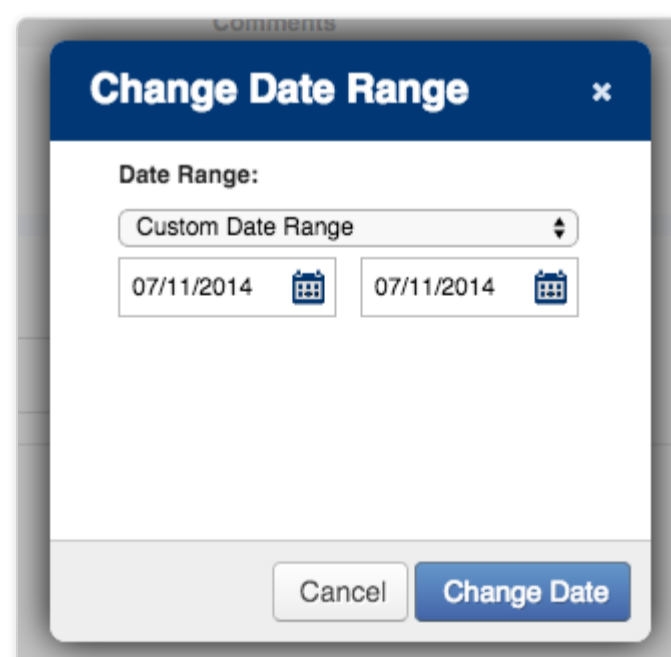 Comments
Change Date Range ×
Date Range:
Custom Date Range
07/11/2014 07/11/2014
Cancel Change Date